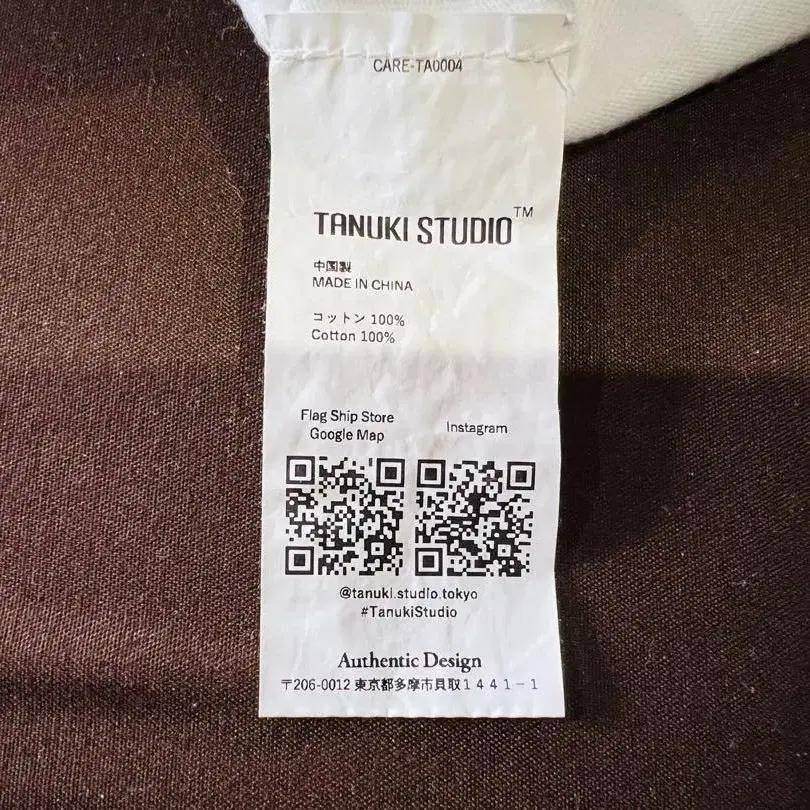 CARE-TA0004
TANUKI STUDIO™
中国製
MADE IN CHINA
コットン 100%
Cotton 100%
Flag Ship Store
Google Map
Instagram
@tanuki.studio.tokyo
#TanukiStudio
Authentic Design
〒206-0012 東京都多摩市貝取1441-1